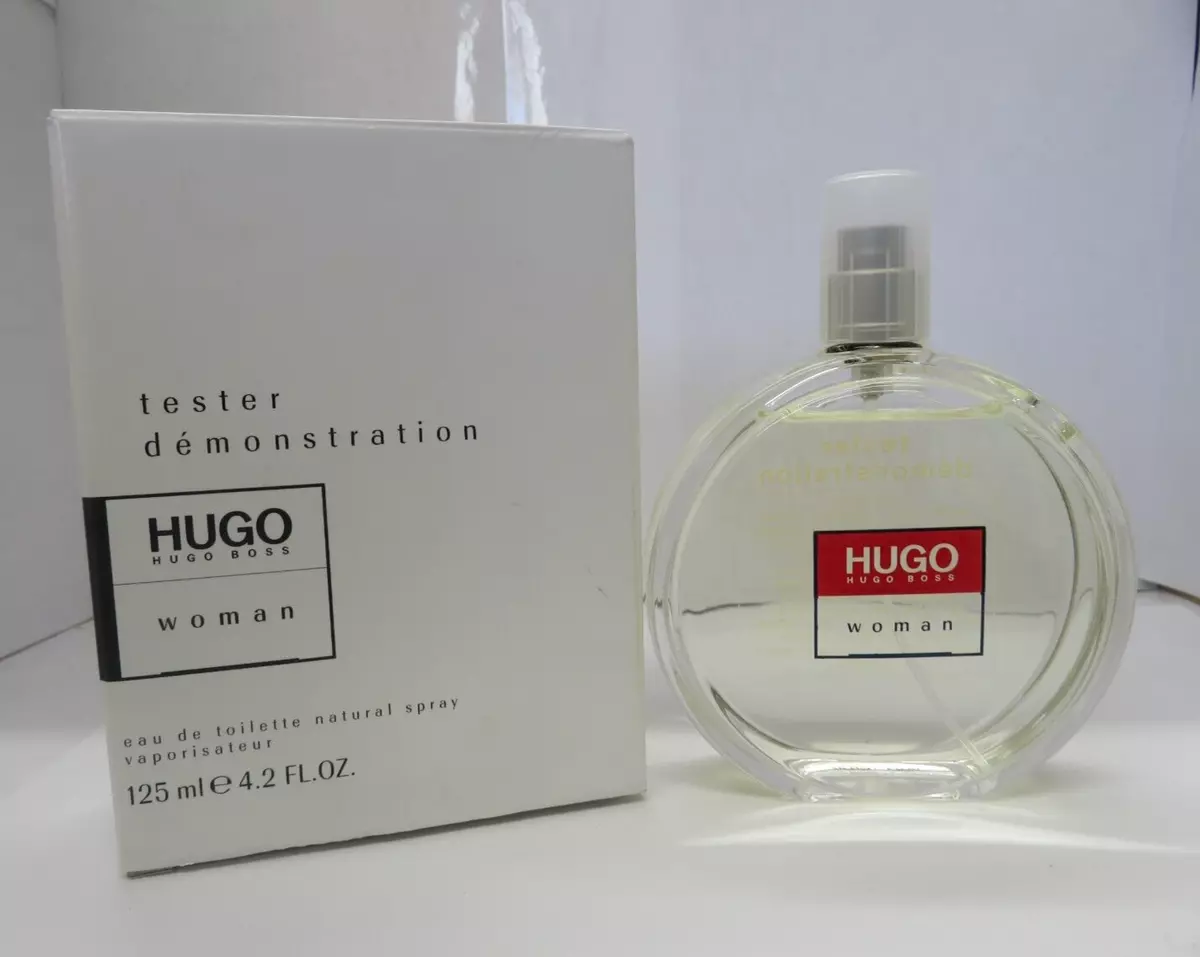 tester
démonstration
HUGO
HUGO BOSS
woman
eau de toilette natural spray
vaporisateur
125 ml e 4.2 FL.OZ.
HUGO
HUGO BOSS
woman